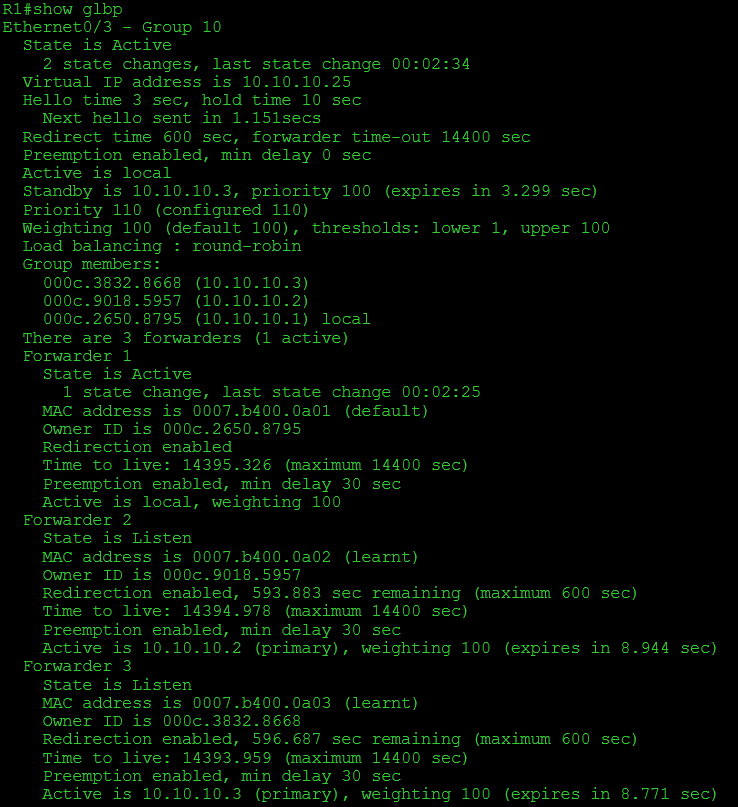 R1#show glbp
Ethernet0/3 - Group 10
State is Active
2 state changes, last state change 00:02:34
Virtual IP address is 10.10.10.25
Hello time 3 sec, hold time 10 sec
Next hello sent in 1.151secs
Redirect time 600 sec, forwarder time-out 14400 sec
Preemption enabled, min delay 0 sec
Active is local
Standby is 10.10.10.3, priority 100 (expires in 3.299 sec)
Priority 110 (configured 110)
Weighting 100 (default 100), thresholds: lower 1, upper 100
Load balancing : round-robin
Group members:
000c.3832.8668 (10.10.10.3)
000c.9018.5957 (10.10.10.2)
000c.2650.8795 (10.10.10.1) local
There are 3 forwarders (1 active)
Forwarder 1
State is Active
1 state change, last state change 00:02:25
MAC address is 0007.b400.0a01 (default)
Owner ID is 000c.2650.8795
Redirection enabled
Time to live: 14395.326 (maximum 14400 sec)
Preemption enabled, min delay 30 sec
Active is local, weighting 100
Forwarder 2
State is Listen
MAC address is 0007.b400.0a02 (learnt)
Owner ID is 000c.9018.5957
Redirection enabled, 593.883 sec remaining (maximum 600 sec)
Time to live: 14394.978 (maximum 14400 sec)
Preemption enabled, min delay 30 sec
Active is 10.10.10.2 (primary), weighting 100 (expires in 8.944 sec)
Forwarder 3
State is Listen
MAC address is 0007.b400.0a03 (learnt)
Owner ID is 000c.3832.8668
Redirection enabled, 596.687 sec remaining (maximum 600 sec)
Time to live: 14393.959 (maximum 14400 sec)
Preemption enabled, min delay 30 sec
Active is 10.10.10.3 (primary), weighting 100 (expires in 8.771 sec)